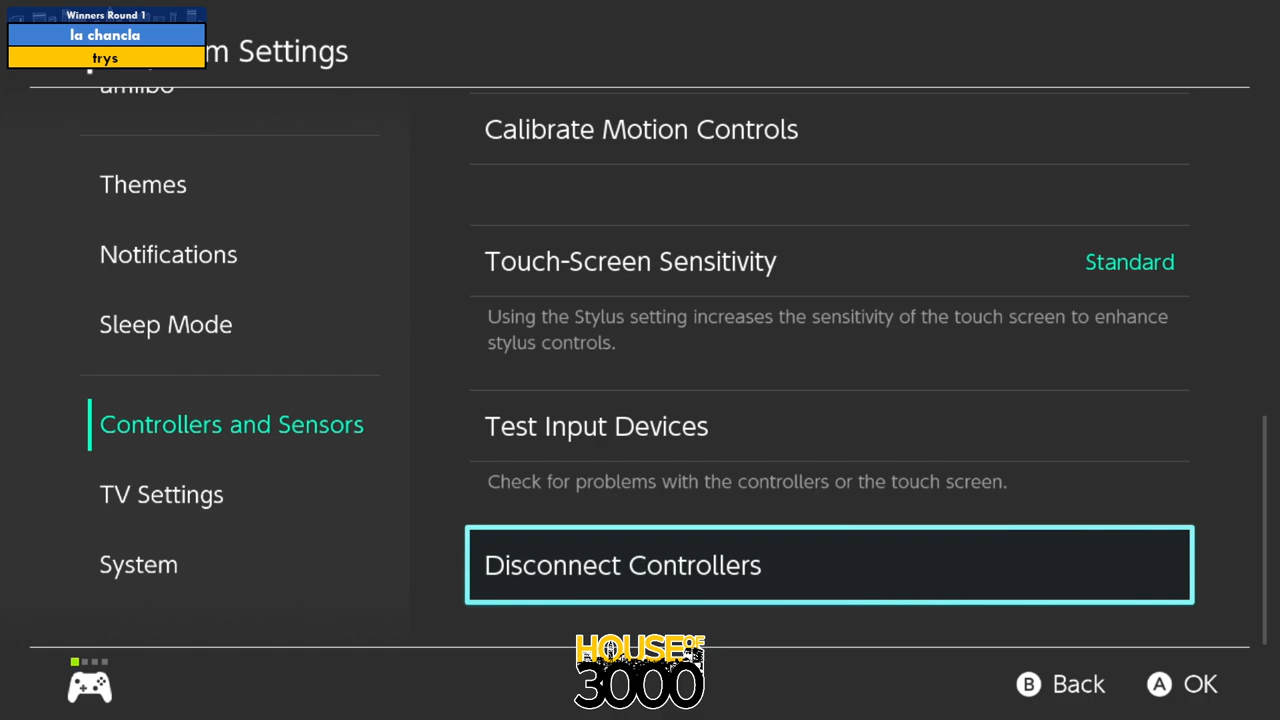 Winners Round 1
la chancla
trys
m Settings
amiibo
Themes
Notifications
Sleep Mode
Controllers and Sensors
TV Settings
System
Calibrate Motion Controls
Touch-Screen Sensitivity Standard
Using the Stylus setting increases the sensitivity of the touch screen to enhance
stylus controls.
Test Input Devices
Check for problems with the controllers or the touch screen.
Disconnect Controllers
HOUSE OF
3000
B Back A OK